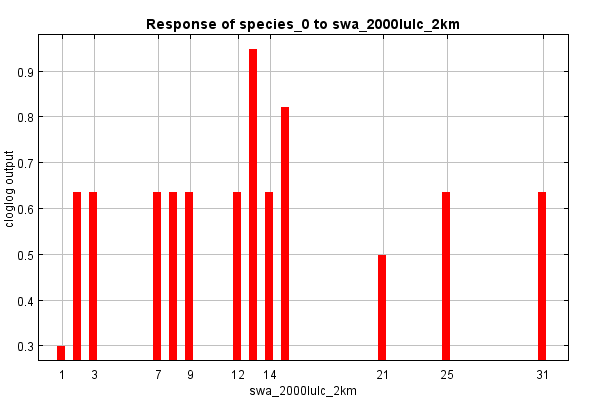 Response of species_0 to swa_2000lulc_2km
cloglog output
0.9
0.8
0.7
0.6
0.5
0.4
0.3
1 3 7 9 12 14 21 25 31
swa_2000lulc_2km